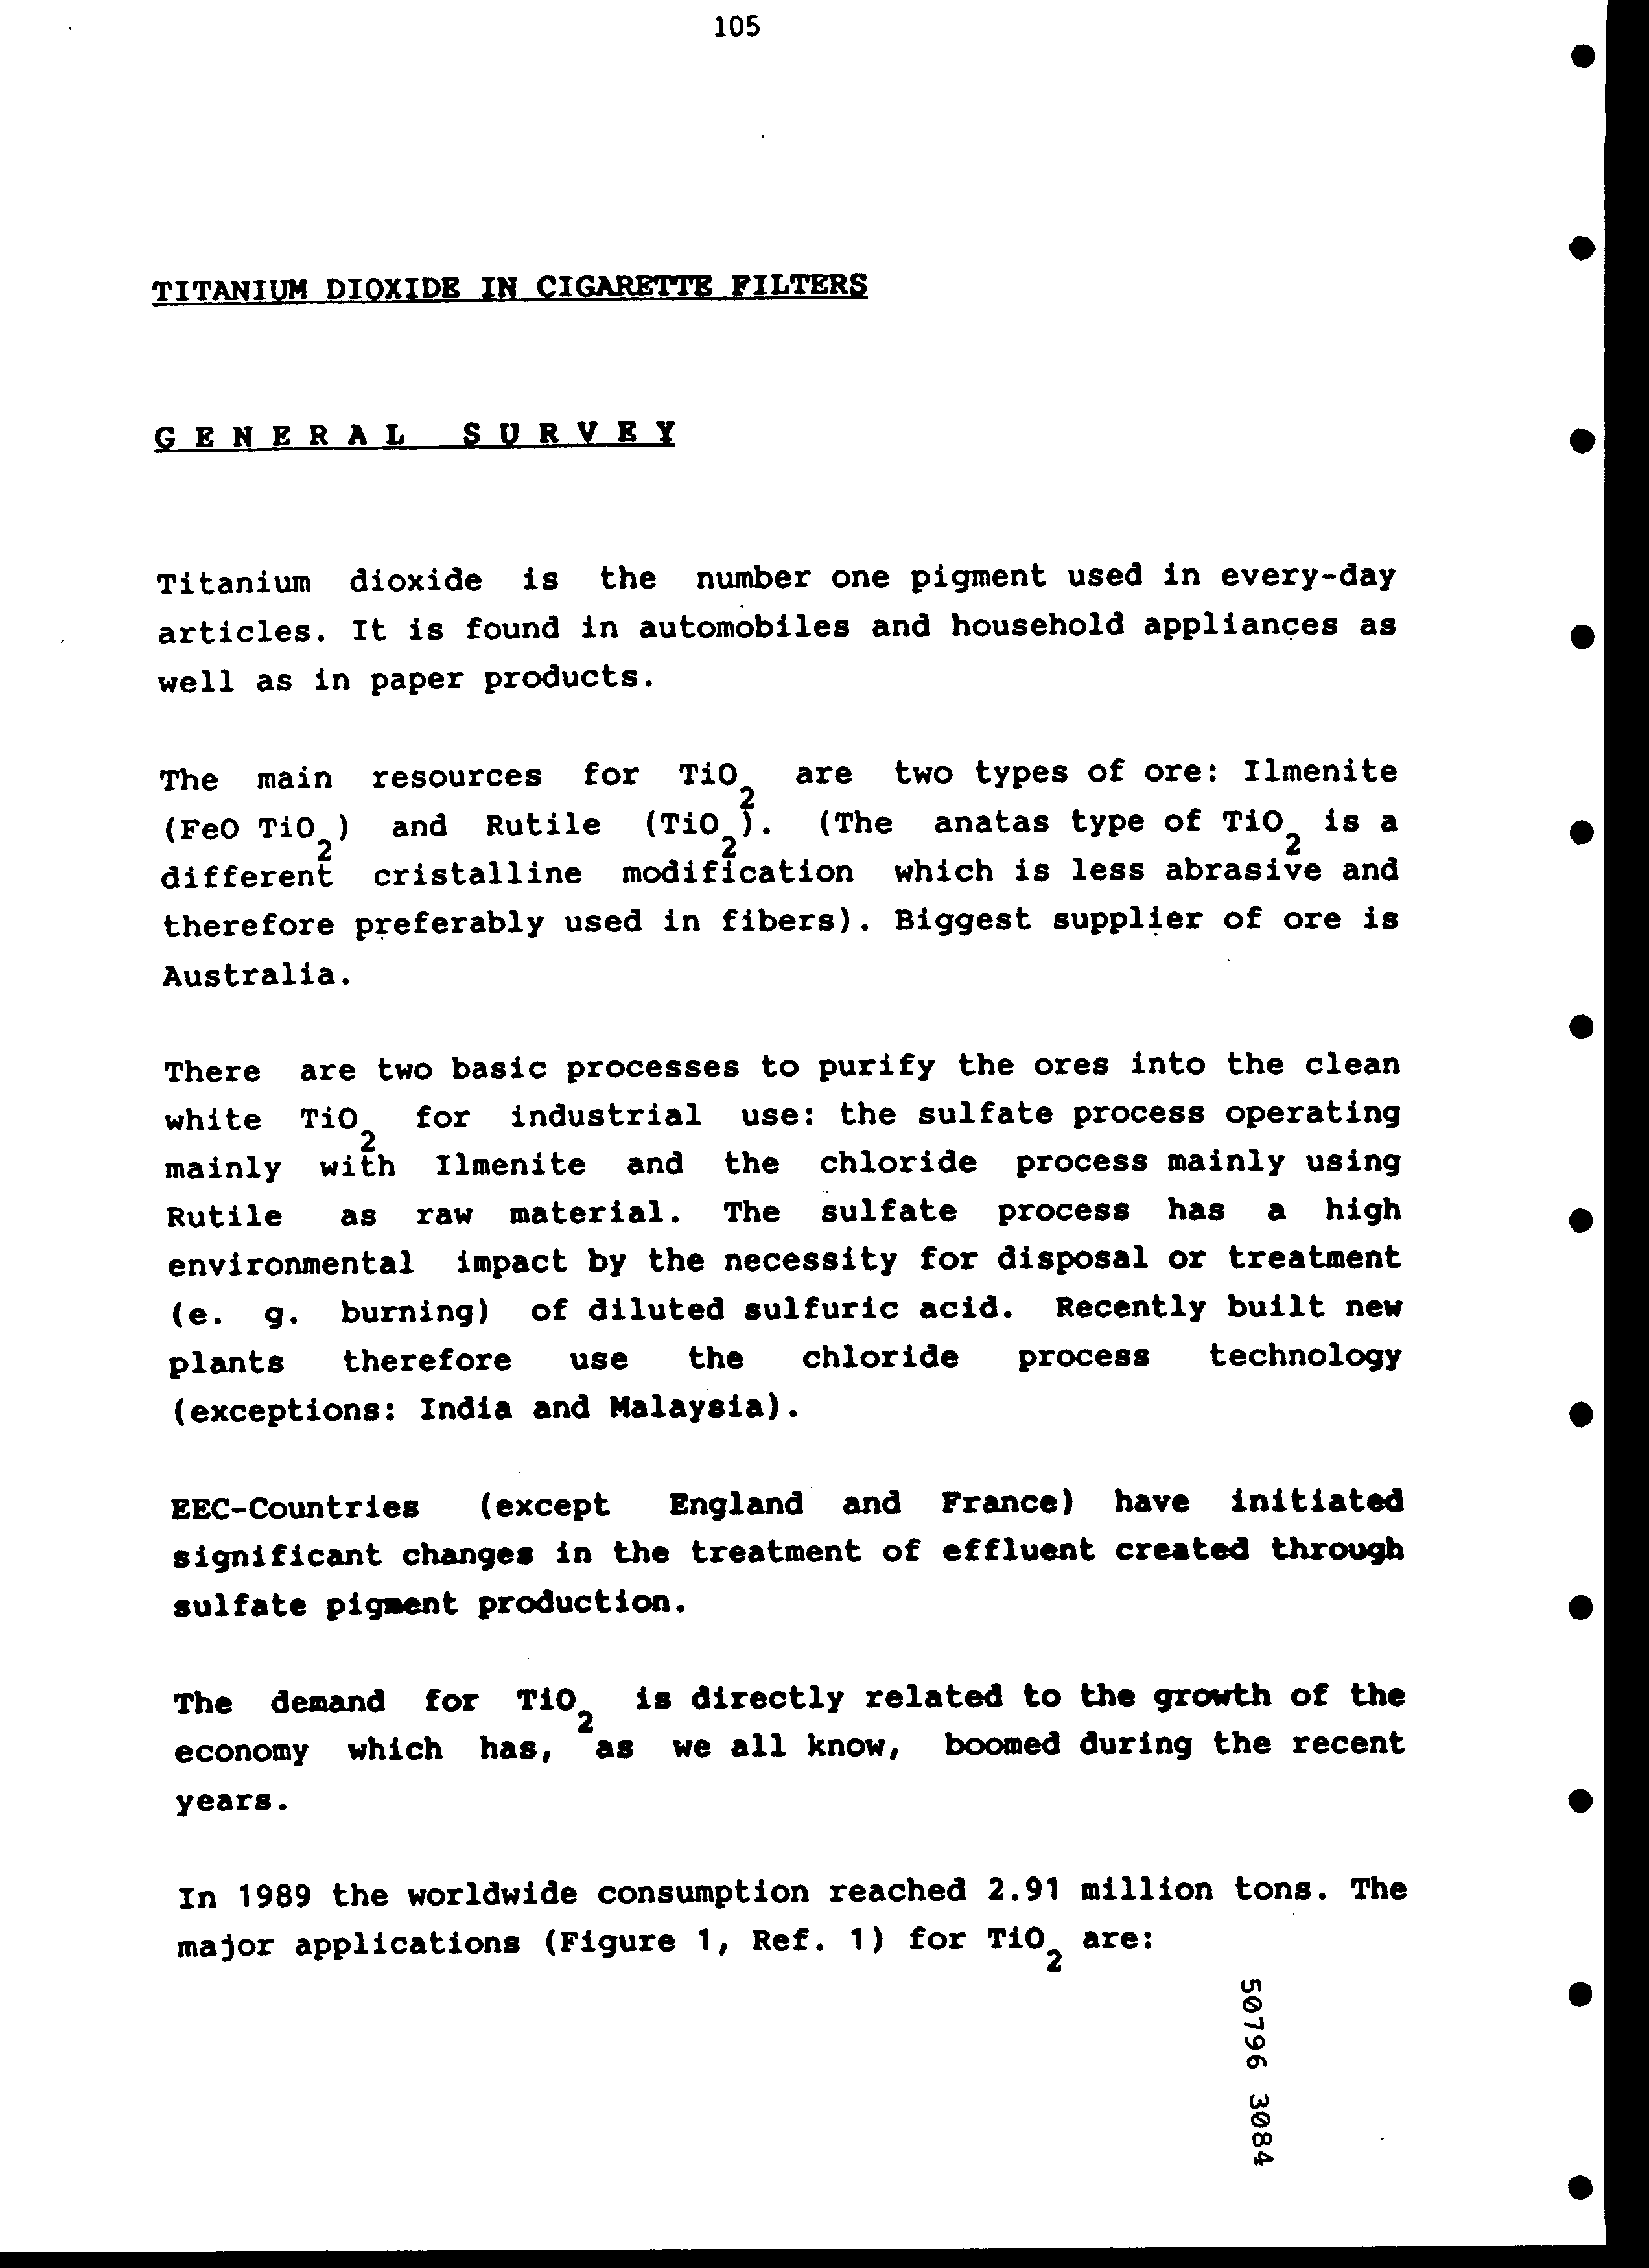 105
TITANIUM DIOXIDE IN CIGARETTE FILTERS
G E N E R A L   S U R V E Y
Titanium dioxide is the number one pigment used in every-day
articles. It is found in automobiles and household appliances as
well as in paper products.
The main resources for TiO2 are two types of ore: Ilmenite
(FeO TiO2) and Rutile (TiO2). (The anatas type of TiO2 is a
different cristalline modification which is less abrasive and
therefore preferably used in fibers). Biggest supplier of ore is
Australia.
There are two basic processes to purify the ores into the clean
white TiO2 for industrial use: the sulfate process operating
mainly with Ilmenite and the chloride process mainly using
Rutile as raw material. The sulfate process has a high
environmental impact by the necessity for disposal or treatment
(e. g. burning) of diluted sulfuric acid. Recently built new
plants therefore use the chloride process technology
(exceptions: India and Malaysia).
EEC-Countries (except England and France) have initiated
significant changes in the treatment of effluent created through
sulfate pigment production.
The demand for TiO2 is directly related to the growth of the
economy which has, as we all know, boomed during the recent
years.
In 1989 the worldwide consumption reached 2.91 million tons. The
major applications (Figure 1, Ref. 1) for TiO2 are:
50796 3084